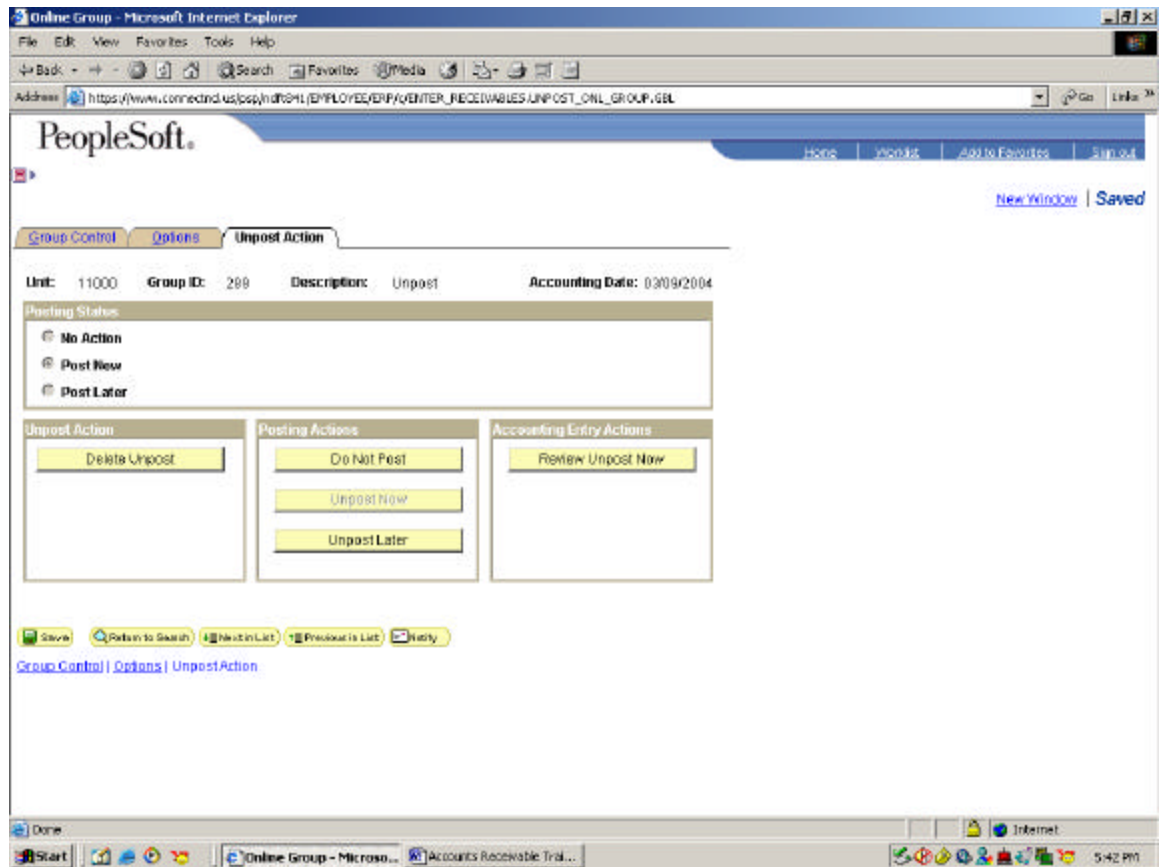 Online Group - Microsoft Internet Explorer
File Edit View Favorites Tools Help
Back Search Favorites Media
Address https://www.connectnd.us/psp/ndfts941/EMPLOYEE/ERP/c/ENTER_RECEIVABLES.UNPOST_ONL_GROUP.GBL Go Links
PeopleSoft.
Home Worklist Add to Favorites Sign out
New Window | Saved
Group Control Options Unpost Action
Unit: 11000 Group ID: 299 Description: Unpost Accounting Date: 03/09/2004
Posting Status
No Action
Post Now
Post Later
Unpost Action Posting Actions Accounting Entry Actions
Delete Unpost Do Not Post Review Unpost Now
Unpost Now
Unpost Later
Save Return to Search Next in List Previous in List Notify
Group Control | Options | Unpost Action
Done Internet
Start Online Group - Microso... Accounts Receivable Trai... 5:42 PM